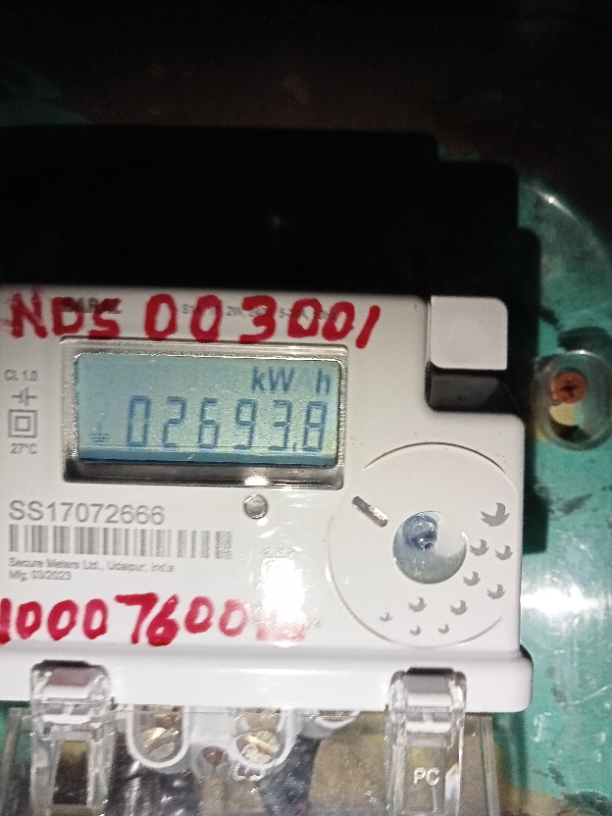 NDS 003001
kW h
02693.8
CL 1.0
27°C
SS17072666
Secure Meters Ltd., Udaipur, India
Mfg. 03/2023
PC